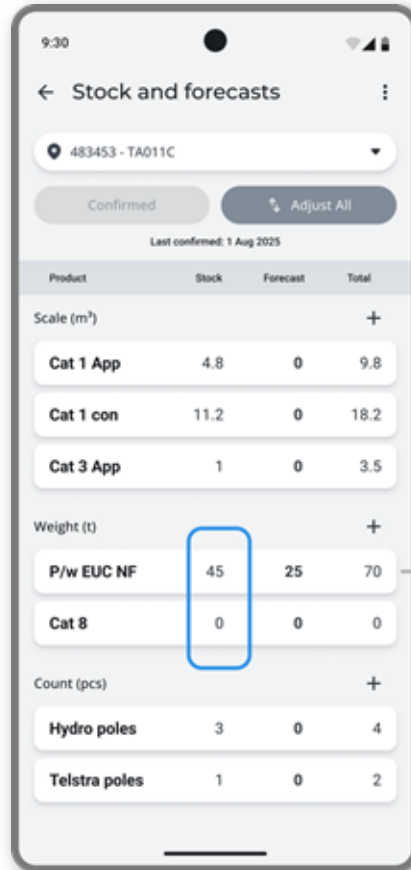 9:30
Stock and forecasts
483453 - TA011C
Confirmed
Adjust All
Last confirmed: 1 Aug 2025
Product Stock Forecast Total
Scale (m³) +
Cat 1 App 4.8 0 9.8
Cat 1 con 11.2 0 18.2
Cat 3 App 1 0 3.5
Weight (t) +
P/w EUC NF 45 25 70
Cat 8 0 0 0
Count (pcs) +
Hydro poles 3 0 4
Telstra poles 1 0 2